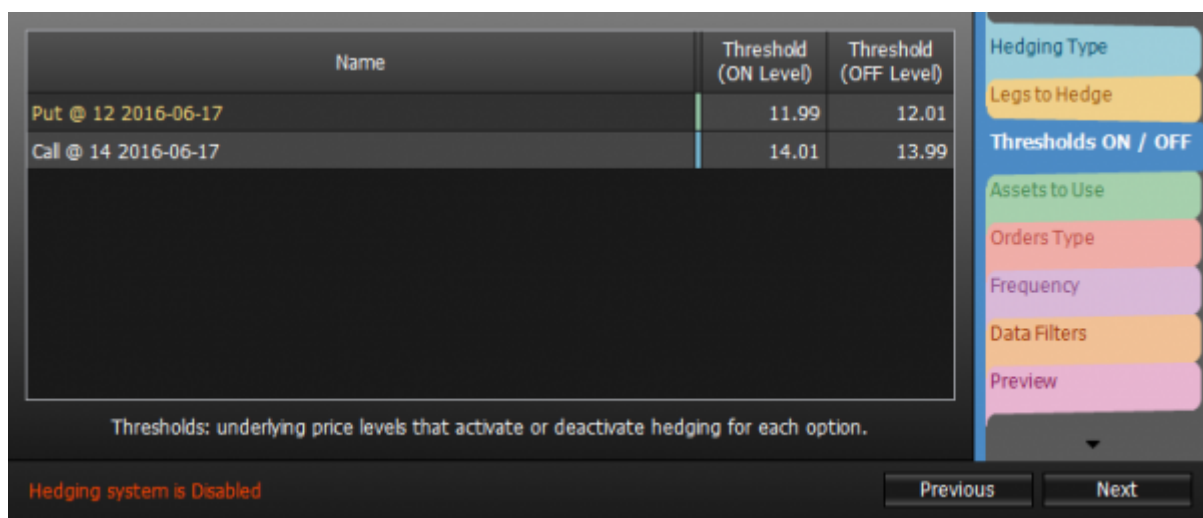 Name
Threshold
(ON Level)
Threshold
(OFF Level)
Put @ 12 2016-06-17 11.99 12.01
Call @ 14 2016-06-17 14.01 13.99
Thresholds: underlying price levels that activate or deactivate hedging for each option.
Hedging Type
Legs to Hedge
Thresholds ON / OFF
Assets to Use
Orders Type
Frequency
Data Filters
Preview
Hedging system is Disabled
Previous Next